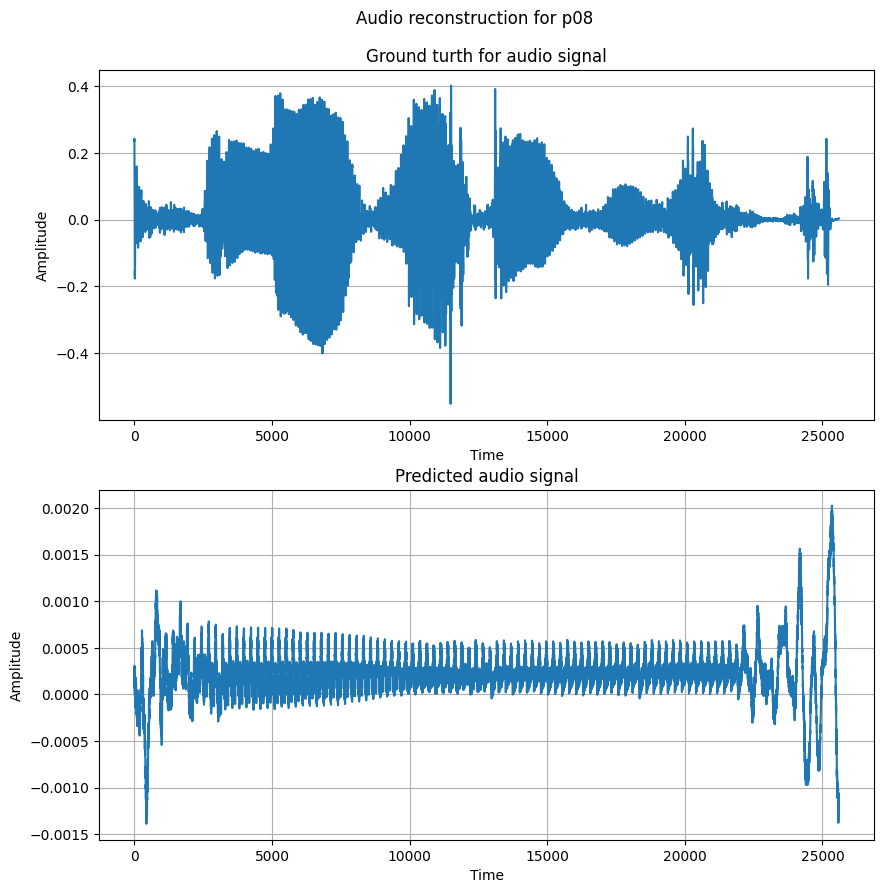 Audio reconstruction for p08
Ground turth for audio signal
0.4
0.2
0.0
−0.2
−0.4
Amplitude
0 5000 10000 15000 20000 25000
Time
Predicted audio signal
0.0020
0.0015
0.0010
0.0005
0.0000
−0.0005
−0.0010
−0.0015
Amplitude
0 5000 10000 15000 20000 25000
Time